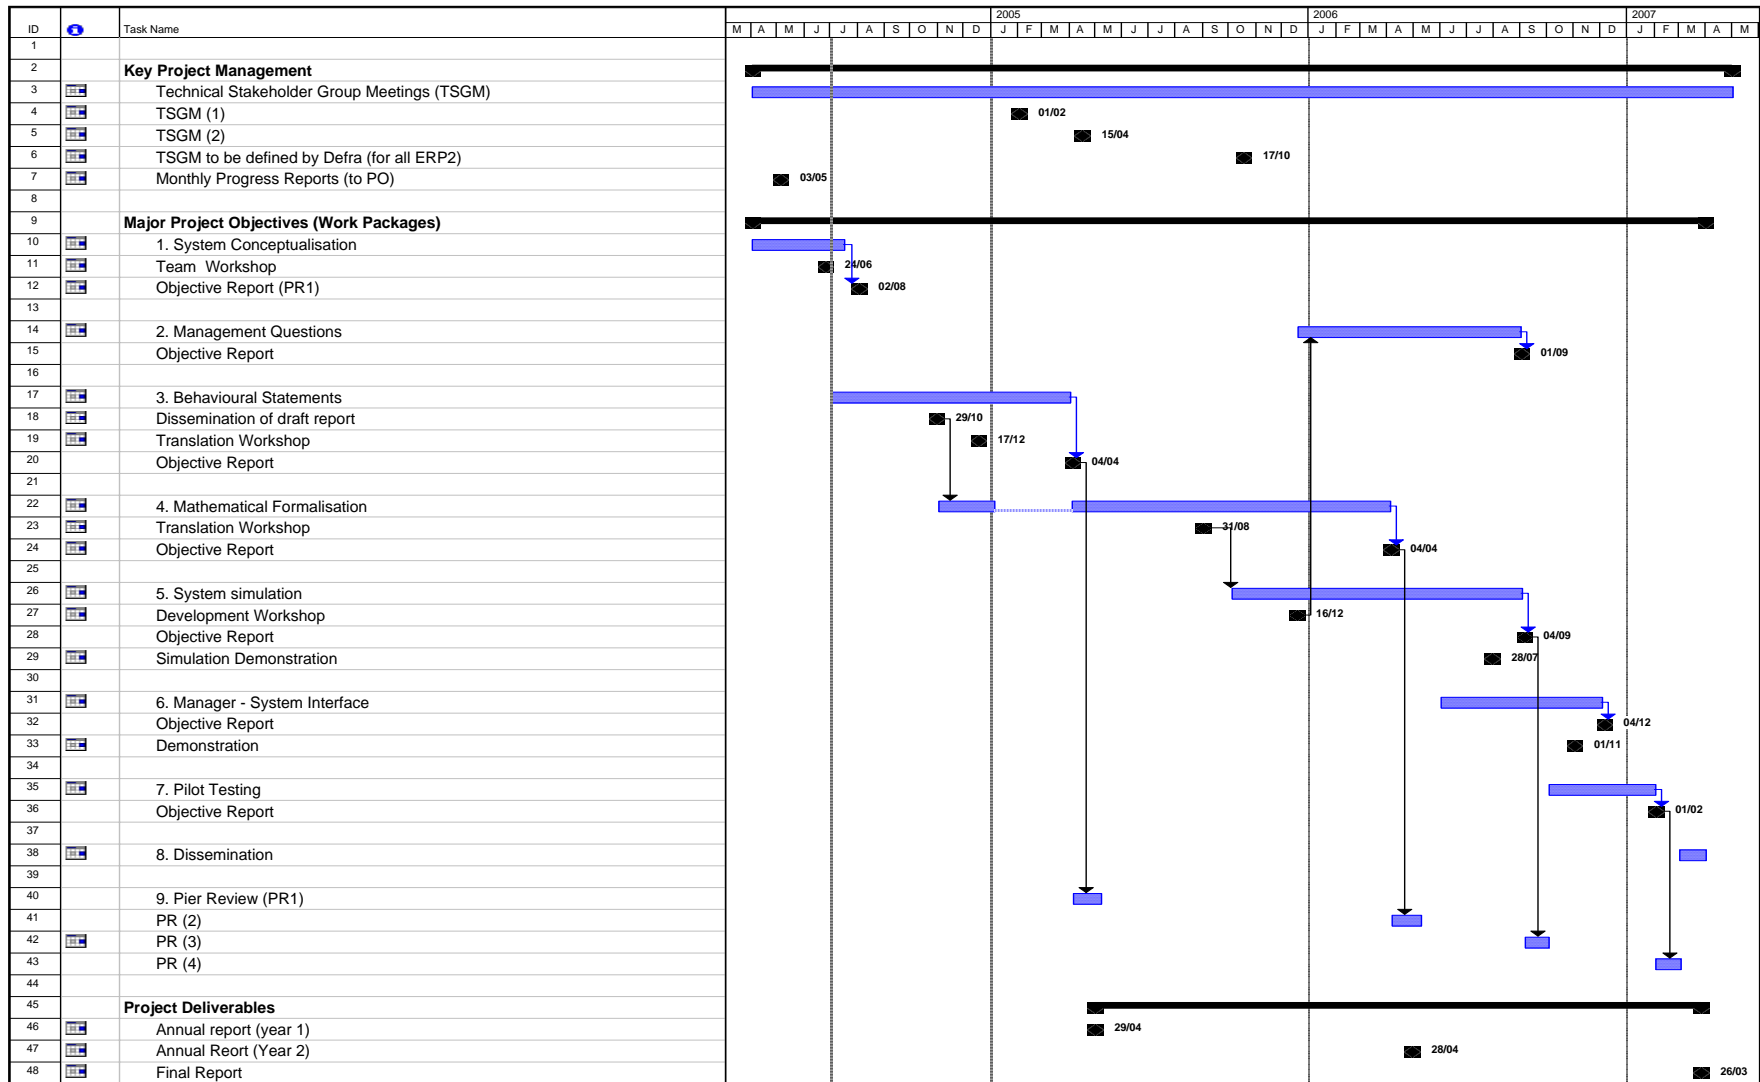 2005 2006 2007
ID Task Name M A M J J A S O N D J F M A M J J A S O N D J F M A M J J A S O N D J F M A M
1
2 Key Project Management
3 Technical Stakeholder Group Meetings (TSGM)
4 TSGM (1) 01/02
5 TSGM (2) 15/04
6 TSGM to be defined by Defra (for all ERP2) 17/10
7 Monthly Progress Reports (to PO) 03/05
8
9 Major Project Objectives (Work Packages)
10 1. System Conceptualisation
11 Team Workshop 24/06
12 Objective Report (PR1) 02/08
13
14 2. Management Questions
15 Objective Report 01/09
16
17 3. Behavioural Statements
18 Dissemination of draft report 29/10
19 Translation Workshop 17/12
20 Objective Report 04/04
21
22 4. Mathematical Formalisation
23 Translation Workshop 31/08
24 Objective Report 04/04
25
26 5. System simulation
27 Development Workshop 16/12
28 Objective Report 04/09
29 Simulation Demonstration 28/07
30
31 6. Manager - System Interface
32 Objective Report 04/12
33 Demonstration 01/11
34
35 7. Pilot Testing
36 Objective Report 01/02
37
38 8. Dissemination
39
40 9. Pier Review (PR1)
41 PR (2)
42 PR (3)
43 PR (4)
44
45 Project Deliverables
46 Annual report (year 1) 29/04
47 Annual Reort (Year 2) 28/04
48 Final Report 26/03